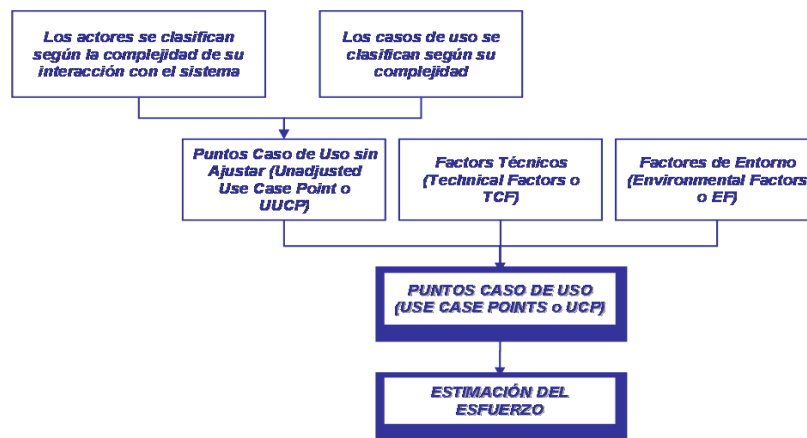 Los actores se clasifican
según la complejidad de su
interacción con el sistema
Los casos de uso se
clasifican según su
complejidad
Puntos Caso de Uso sin
Ajustar (Unadjusted
Use Case Point o
UUCP)
Factors Técnicos
(Technical Factors o
TCF)
Factores de Entorno
(Environmental Factors
o EF)
PUNTOS CASO DE USO
(USE CASE POINTS o UCP)
ESTIMACIÓN DEL
ESFUERZO